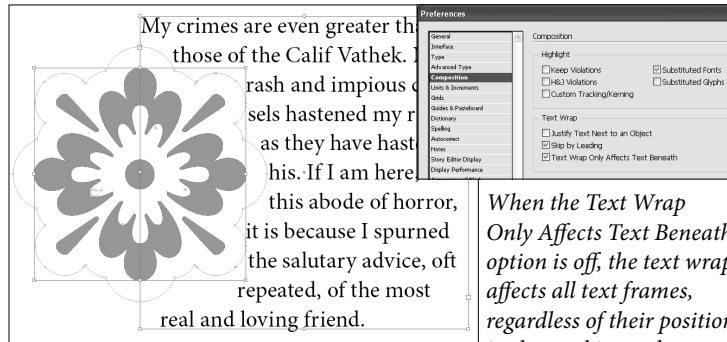 My crimes are even greater
those of the Calif Vathek.
rash and impious
sels hastened my
as they have
his. If I am here,
this abode of horror,
it is because I spurned
the salutary advice, oft
repeated, of the most
real and loving friend.
Preferences
General
Interface
Type
Advanced Type
Composition
Units & Increments
Grids
Guides & Pasteboard
Dictionary
Spelling
Autocorrect
Notes
Story Editor Display
Display Performance
Composition
Highlight
Keep Violations
Substituted Fonts
H&J Violations
Substituted Glyphs
Custom Tracking/Kerning
Text Wrap
Justify Text Next to an Object
Skip by Leading
Text Wrap Only Affects Text Beneath
When the Text Wrap
Only Affects Text Beneath
option is off, the text wrap
affects all text frames,
regardless of their position